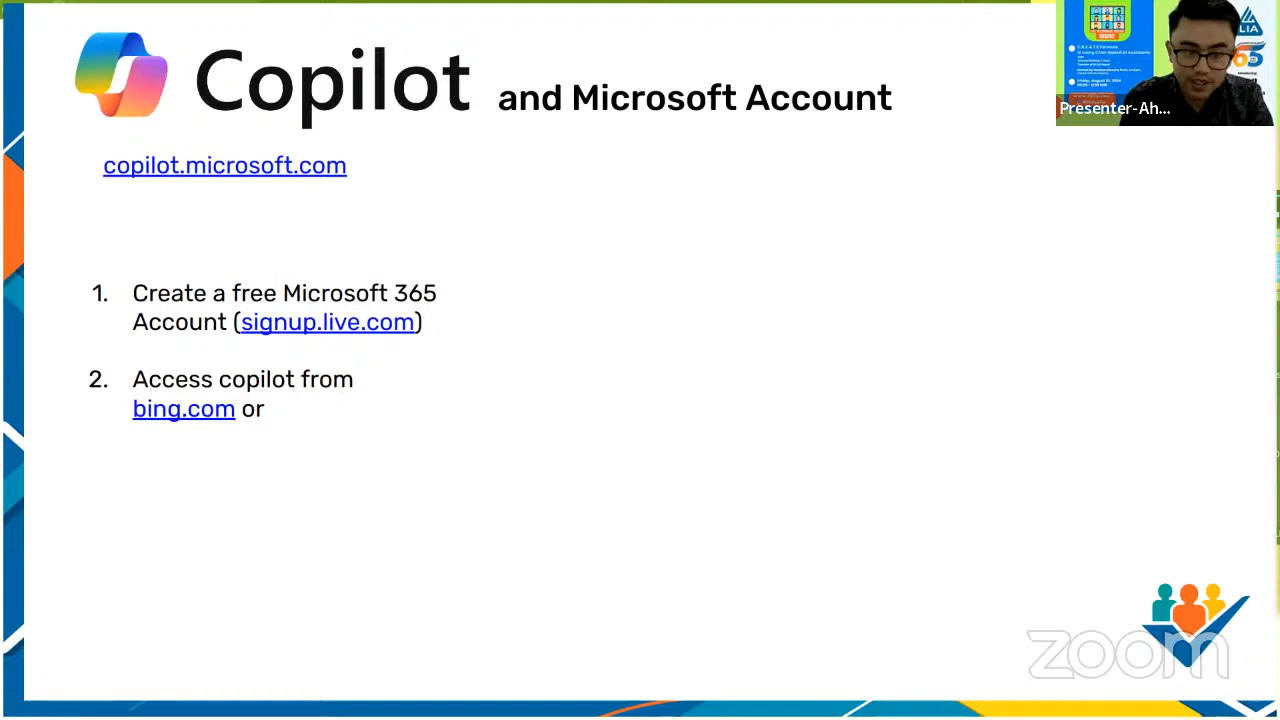 Copilot and Microsoft Account
copilot.microsoft.com
1. Create a free Microsoft 365
Account (signup.live.com)
2. Access copilot from
bing.com or
Presenter-Ah...
zoom